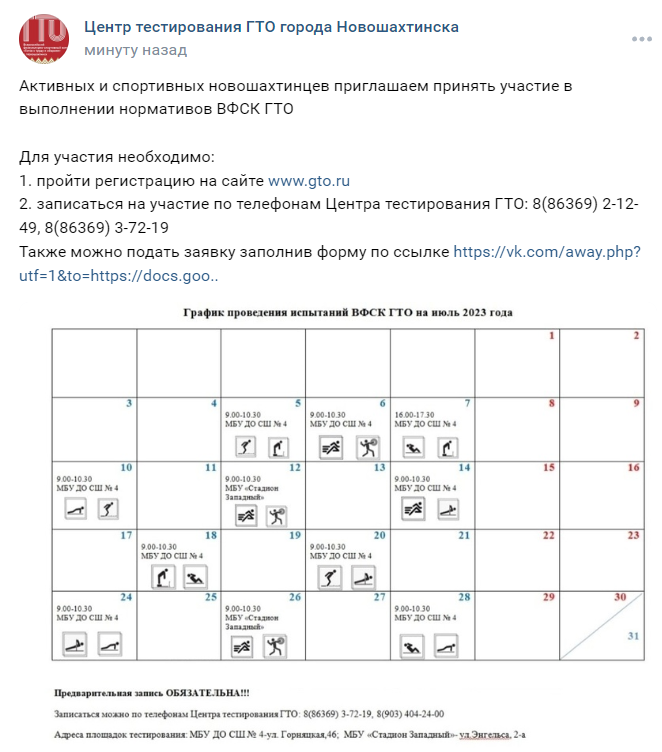 ГТО
Центр тестирования ГТО города Новошахтинска
минуту назад
Активных и спортивных новошахтинцев приглашаем принять участие в
выполнении нормативов ВФСК ГТО
Для участия необходимо:
1. пройти регистрацию на сайте www.gto.ru
2. записаться на участие по телефонам Центра тестирования ГТО: 8(86369) 2-12-
49, 8(86369) 3-72-19
Также можно подать заявку заполнив форму по ссылке https://vk.com/away.php?
utf=1&to=https://docs.goo..
График проведения испытаний ВФСК ГТО на июль 2023 года
1 2
3 4 5 6 7 8 9
9.00-10.30 9.00-10.30 16.00-17.30
МБУ ДО СШ № 4 МБУ ДО СШ № 4 МБУ ДО СШ № 4
10 11 12 13 14 15 16
9.00-10.30 9.00-10.30 9.00-10.30
МБУ ДО СШ № 4 МБУ «Стадион МБУ ДО СШ № 4
Западный»
17 18 19 20 21 22 23
9.00-10.30 9.00-10.30
МБУ ДО СШ № 4 МБУ ДО СШ № 4
24 25 26 27 28 29 30
9.00-10.30 9.00-10.30 9.00-10.30
МБУ ДО СШ № 4 МБУ «Стадион МБУ ДО СШ № 4
Западный»
31
Предварительная запись ОБЯЗАТЕЛЬНА!!!
Записаться можно по телефонам Центра тестирования ГТО: 8(86369) 3-72-19, 8(903) 404-24-00
Адреса площадок тестирования: МБУ ДО СШ № 4-ул. Горняцкая,46; МБУ «Стадион Западный»- ул.Энгельса, 2-а